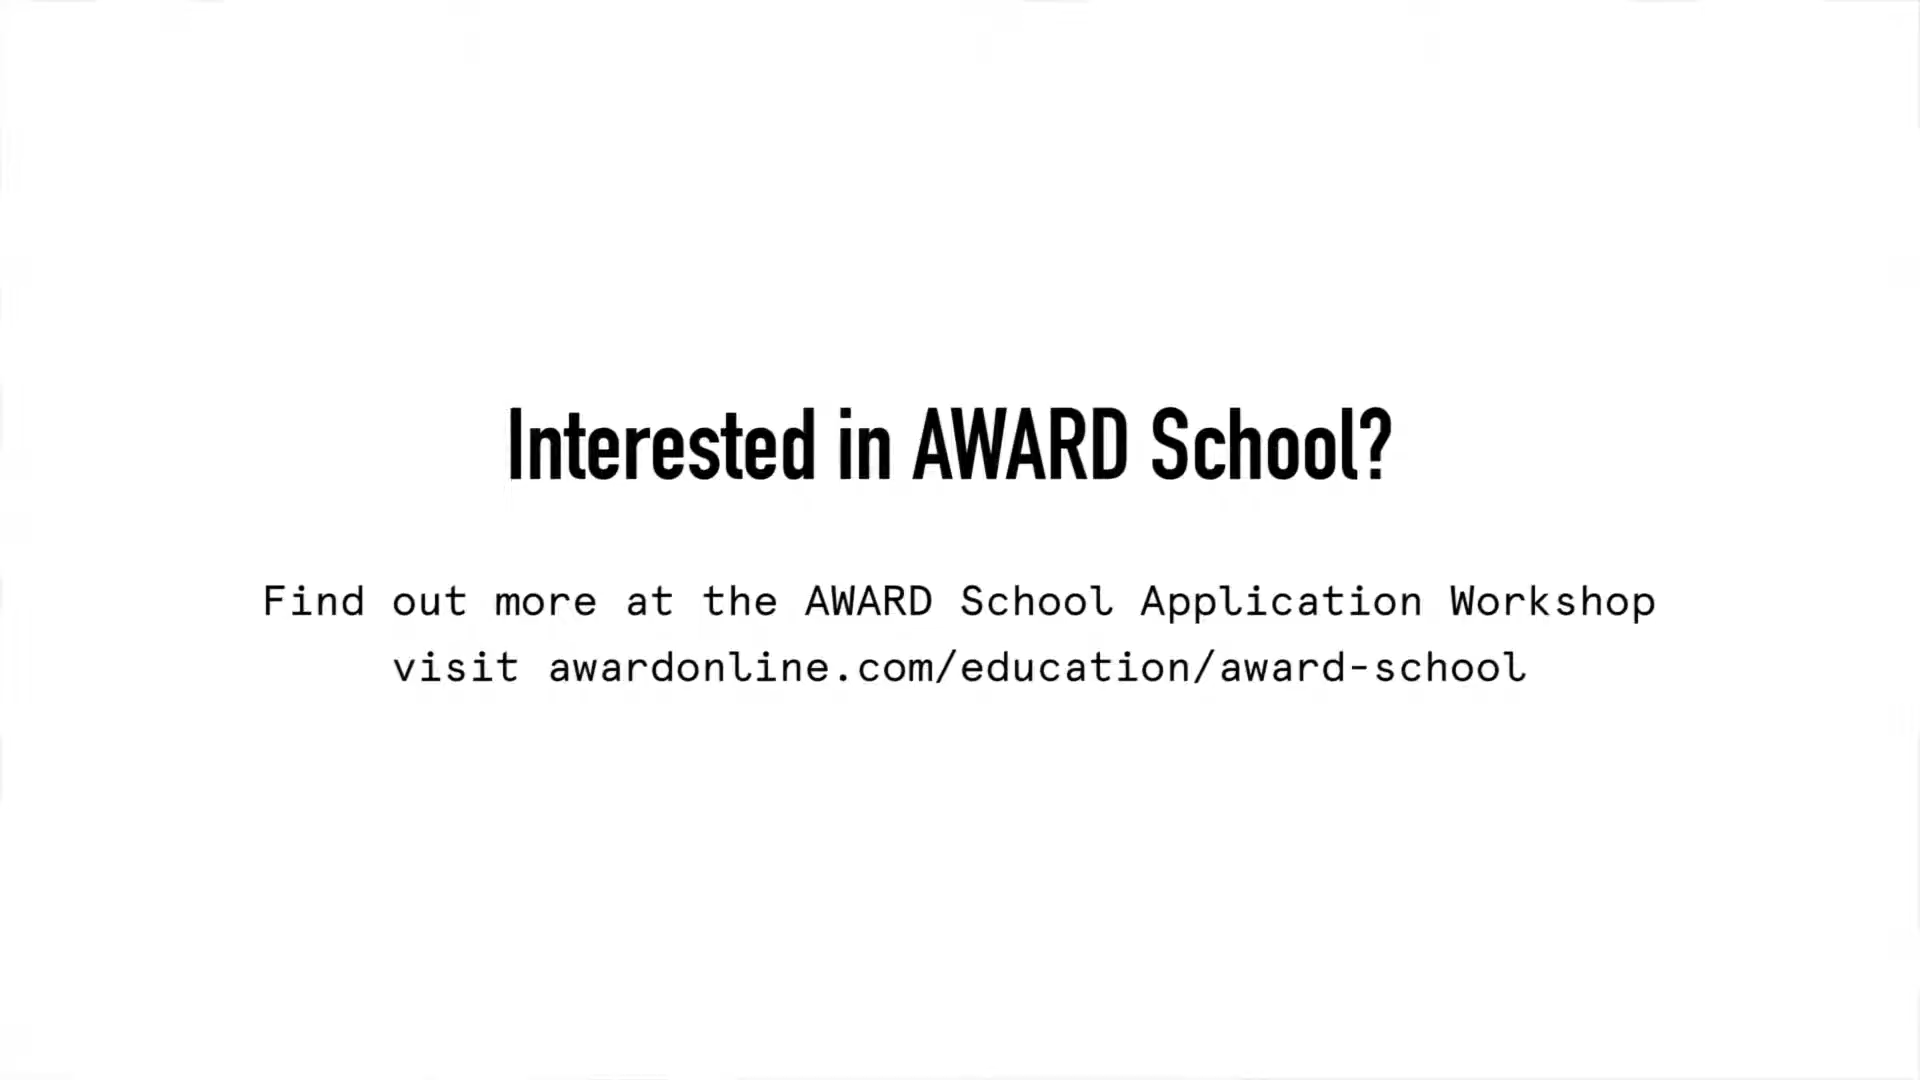 Interested in AWARD School?
Find out more at the AWARD School Application Workshop
visit awardonline.com/education/award-school